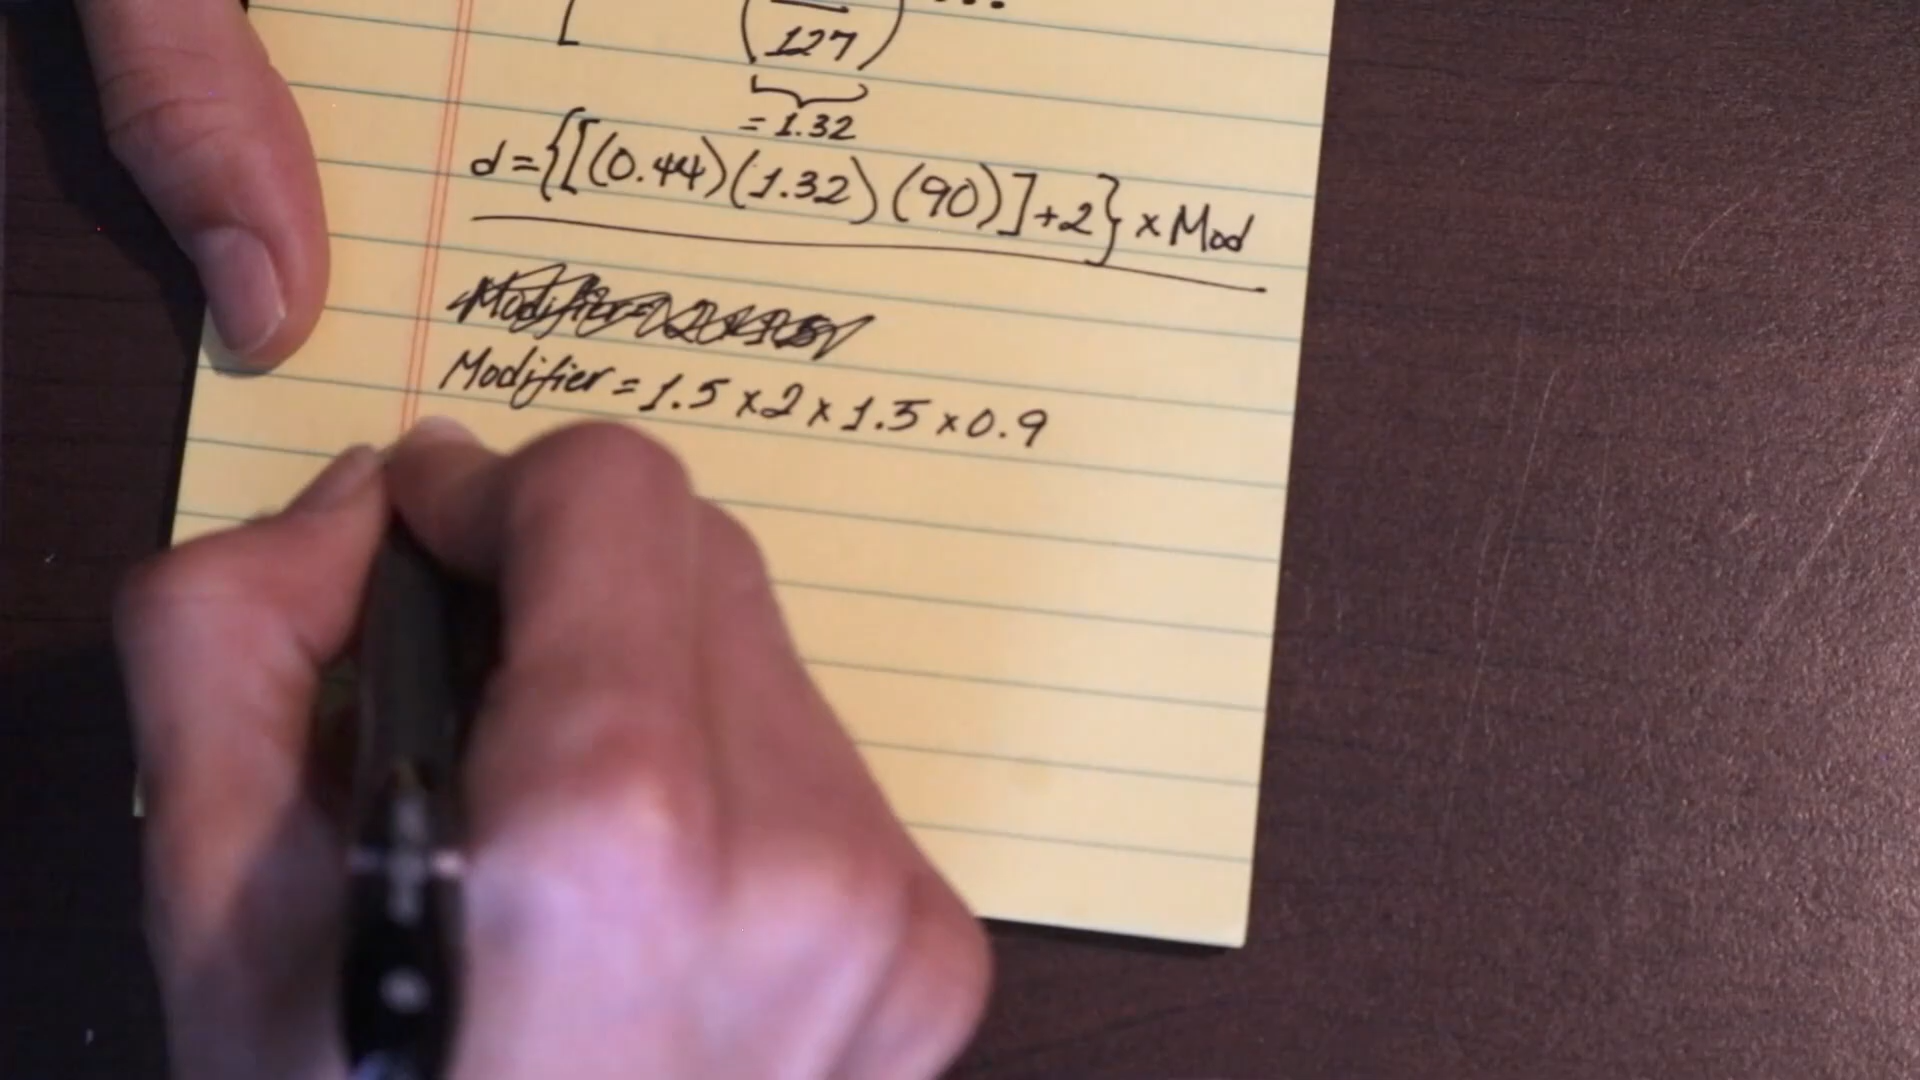 127
= 1.32
d = {[(0.44)(1.32)(90)]+2} x Mod
Modifier = 1.5 x 2 x 1.5 x 0.9